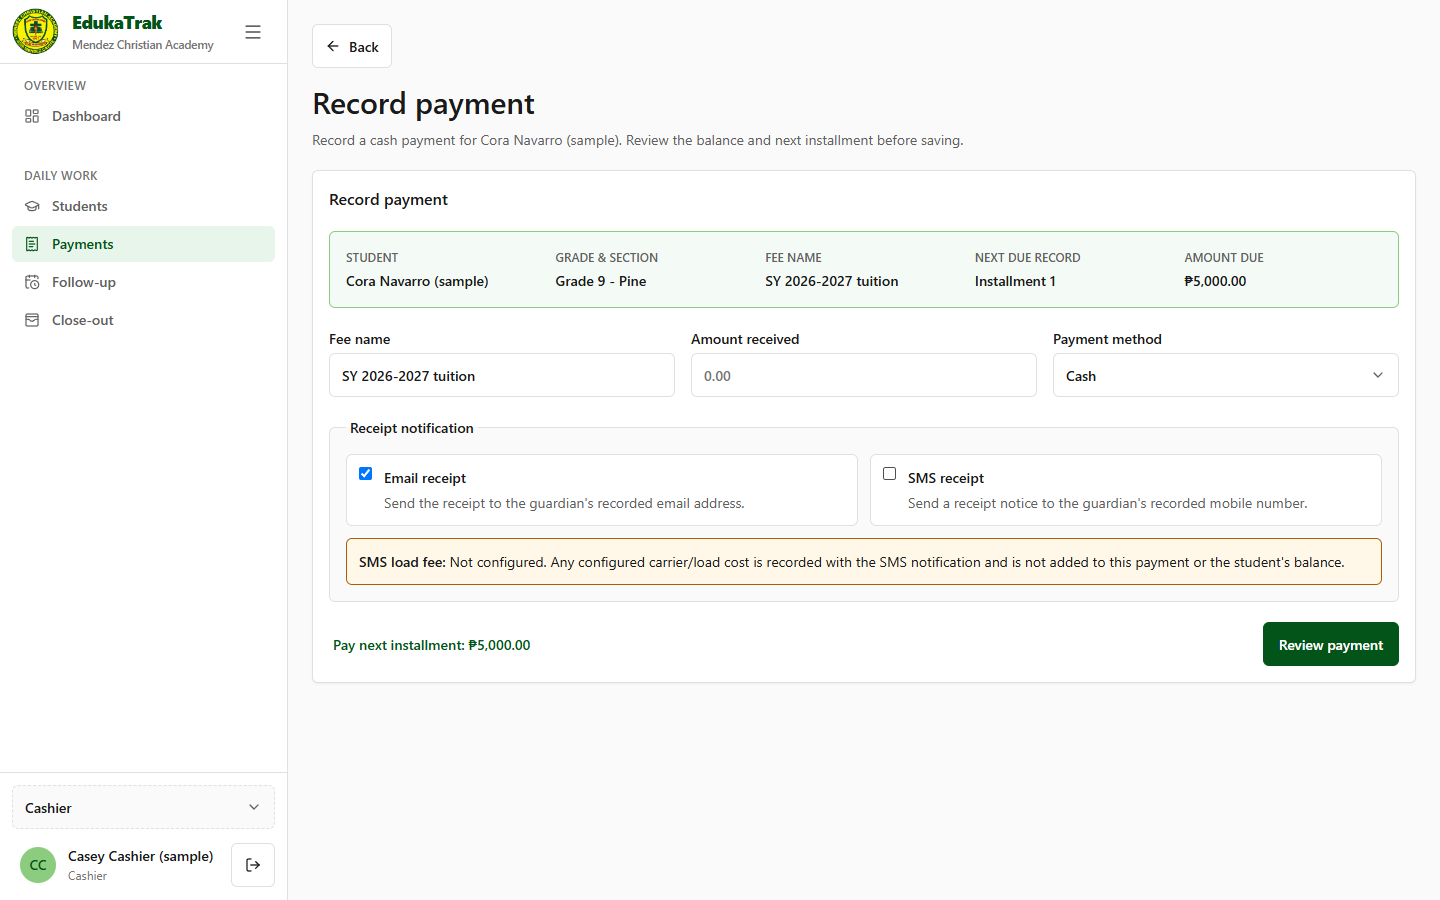 EdukaTrak
Mendez Christian Academy
OVERVIEW
Dashboard
DAILY WORK
Students
Payments
Follow-up
Close-out
Cashier
CC
Casey Cashier (sample)
Cashier
Back
Record payment
Record a cash payment for Cora Navarro (sample). Review the balance and next installment before saving.
Record payment
STUDENT
Cora Navarro (sample)
GRADE & SECTION
Grade 9 - Pine
FEE NAME
SY 2026-2027 tuition
NEXT DUE RECORD
Installment 1
AMOUNT DUE
₱5,000.00
Fee name
SY 2026-2027 tuition
Amount received
0.00
Payment method
Cash
Receipt notification
Email receipt
Send the receipt to the guardian's recorded email address.
SMS receipt
Send a receipt notice to the guardian's recorded mobile number.
SMS load fee: Not configured. Any configured carrier/load cost is recorded with the SMS notification and is not added to this payment or the student's balance.
Pay next installment: ₱5,000.00
Review payment